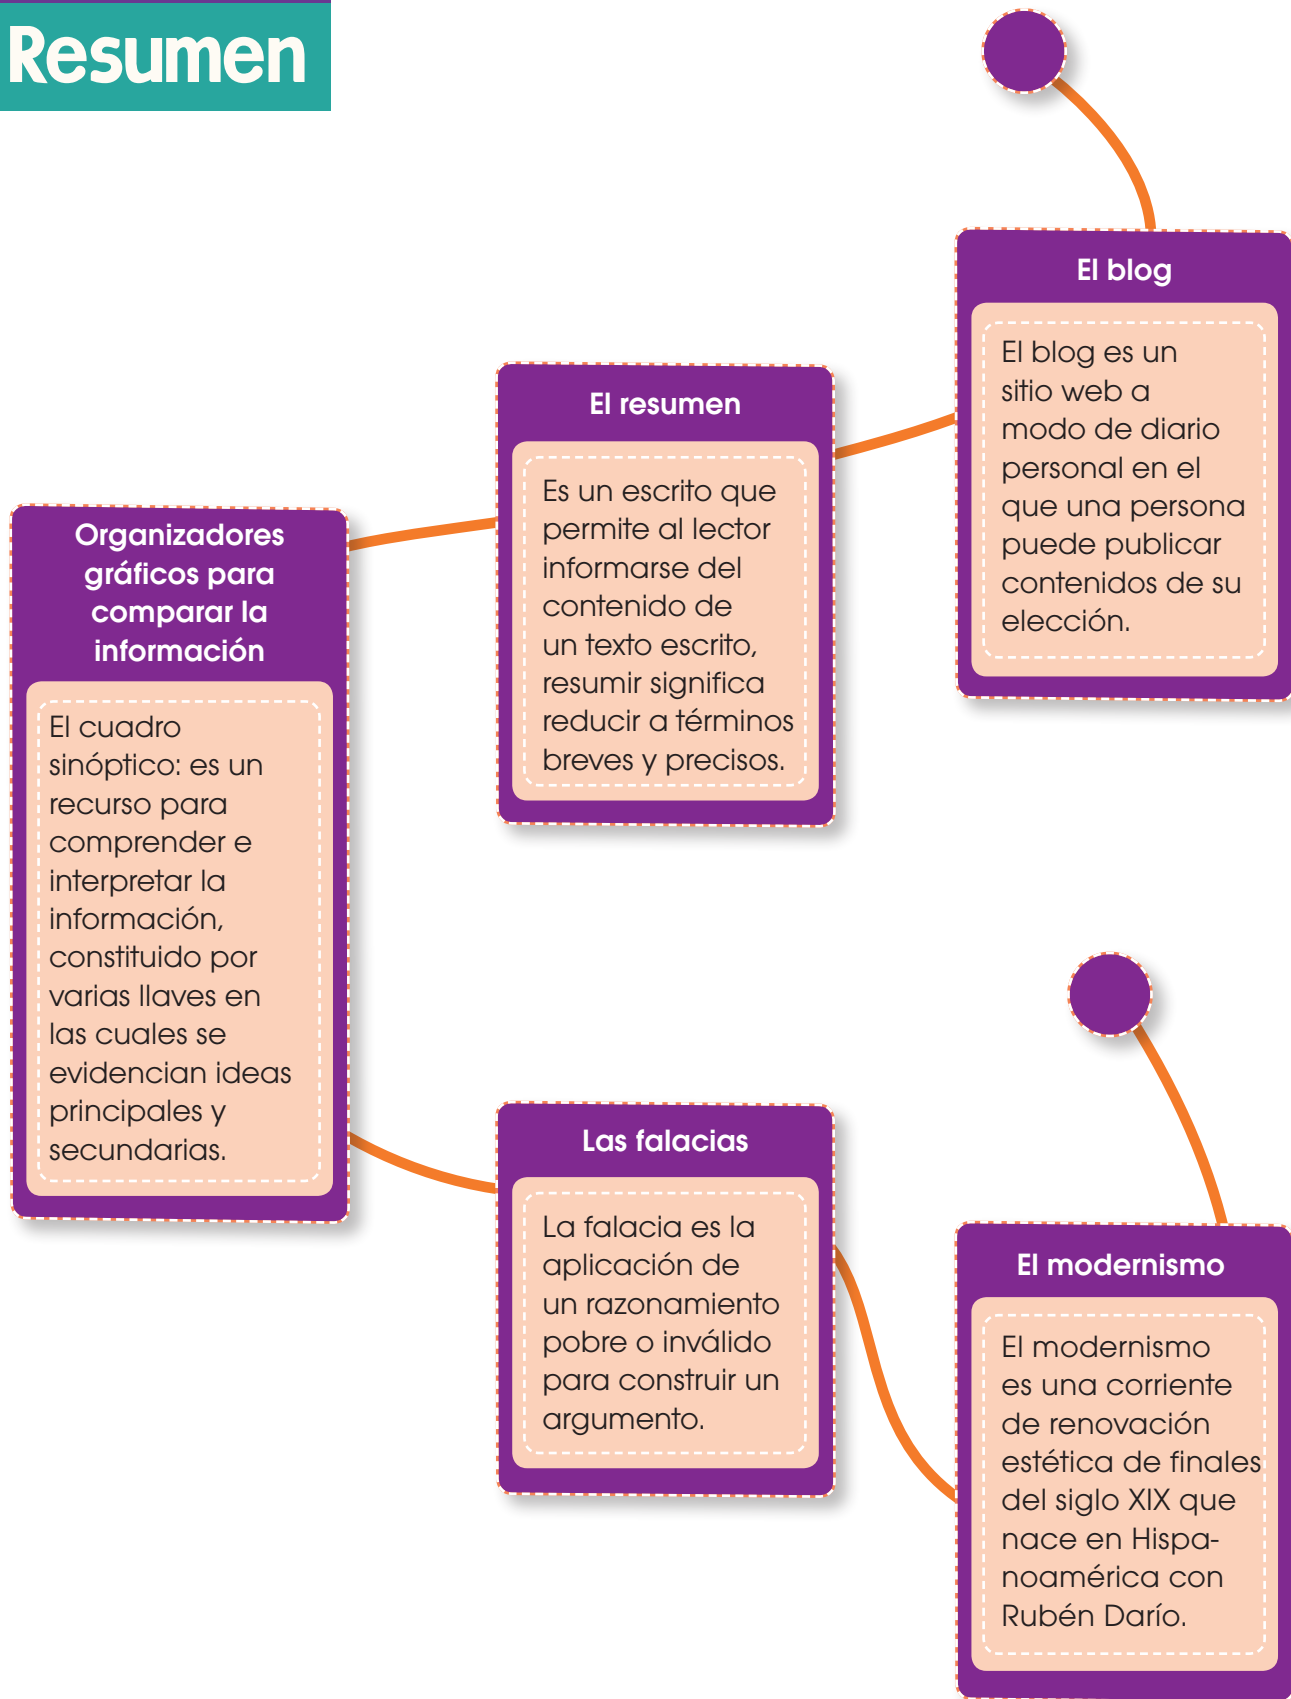 Resumen
El blog
El blog es un
sitio web a
modo de diario
personal en el
que una persona
puede publicar
contenidos de su
elección.
El resumen
Es un escrito que
permite al lector
informarse del
contenido de
un texto escrito,
resumir significa
reducir a términos
breves y precisos.
Organizadores
gráficos para
comparar la
información
El cuadro
sinóptico: es un
recurso para
comprender e
interpretar la
información,
constituido por
varias llaves en
las cuales se
evidencian ideas
principales y
secundarias.
Las falacias
La falacia es la
aplicación de
un razonamiento
pobre o inválido
para construir un
argumento.
El modernismo
El modernismo
es una corriente
de renovación
estética de finales
del siglo XIX que
nace en Hispa-
noamérica con
Rubén Darío.